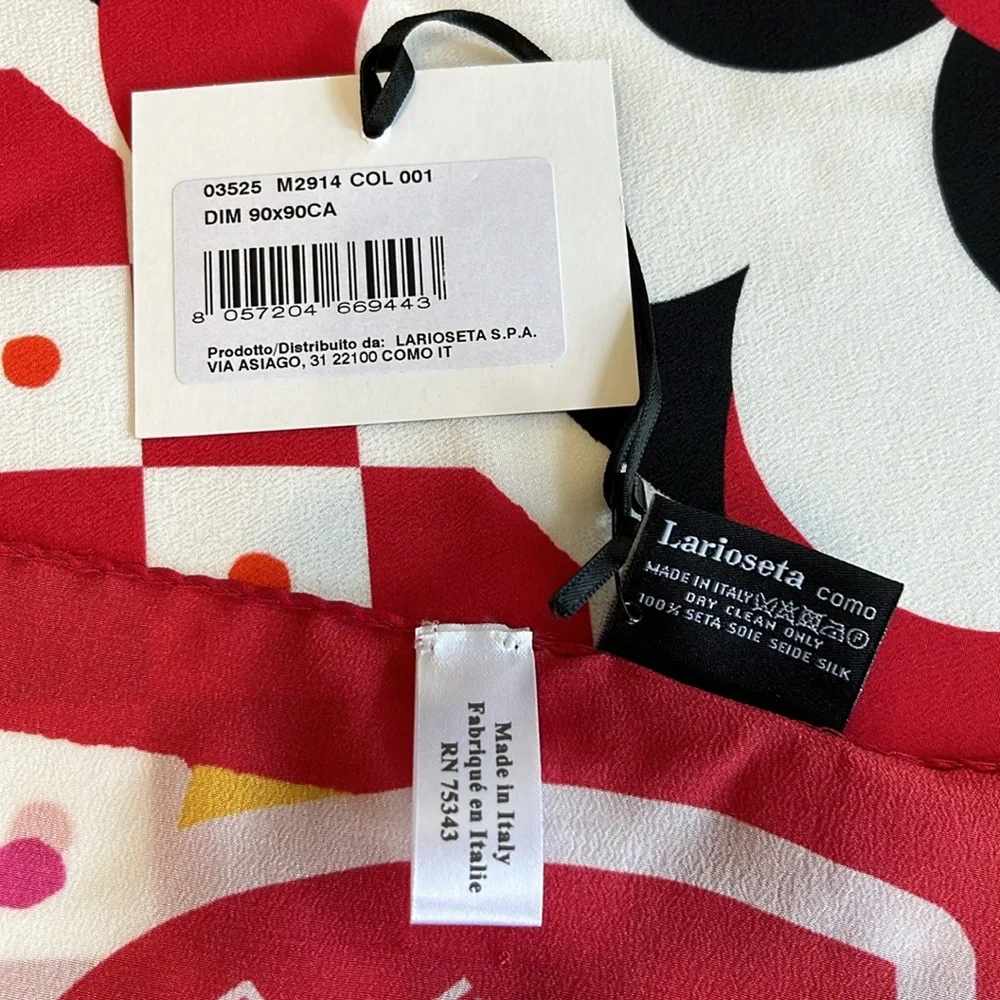 03525 M2914 COL 001
DIM 90x90CA
8 057204 669443
Prodotto/Distribuito da: LARIOSETA S.P.A.
VIA ASIAGO, 31 22100 COMO IT
Larioseta como
MADE IN ITALY
DRY CLEAN ONLY
100% SETA SOIE SEIDE SILK
Made in Italy
Fabriqué en Italie
RN 75343